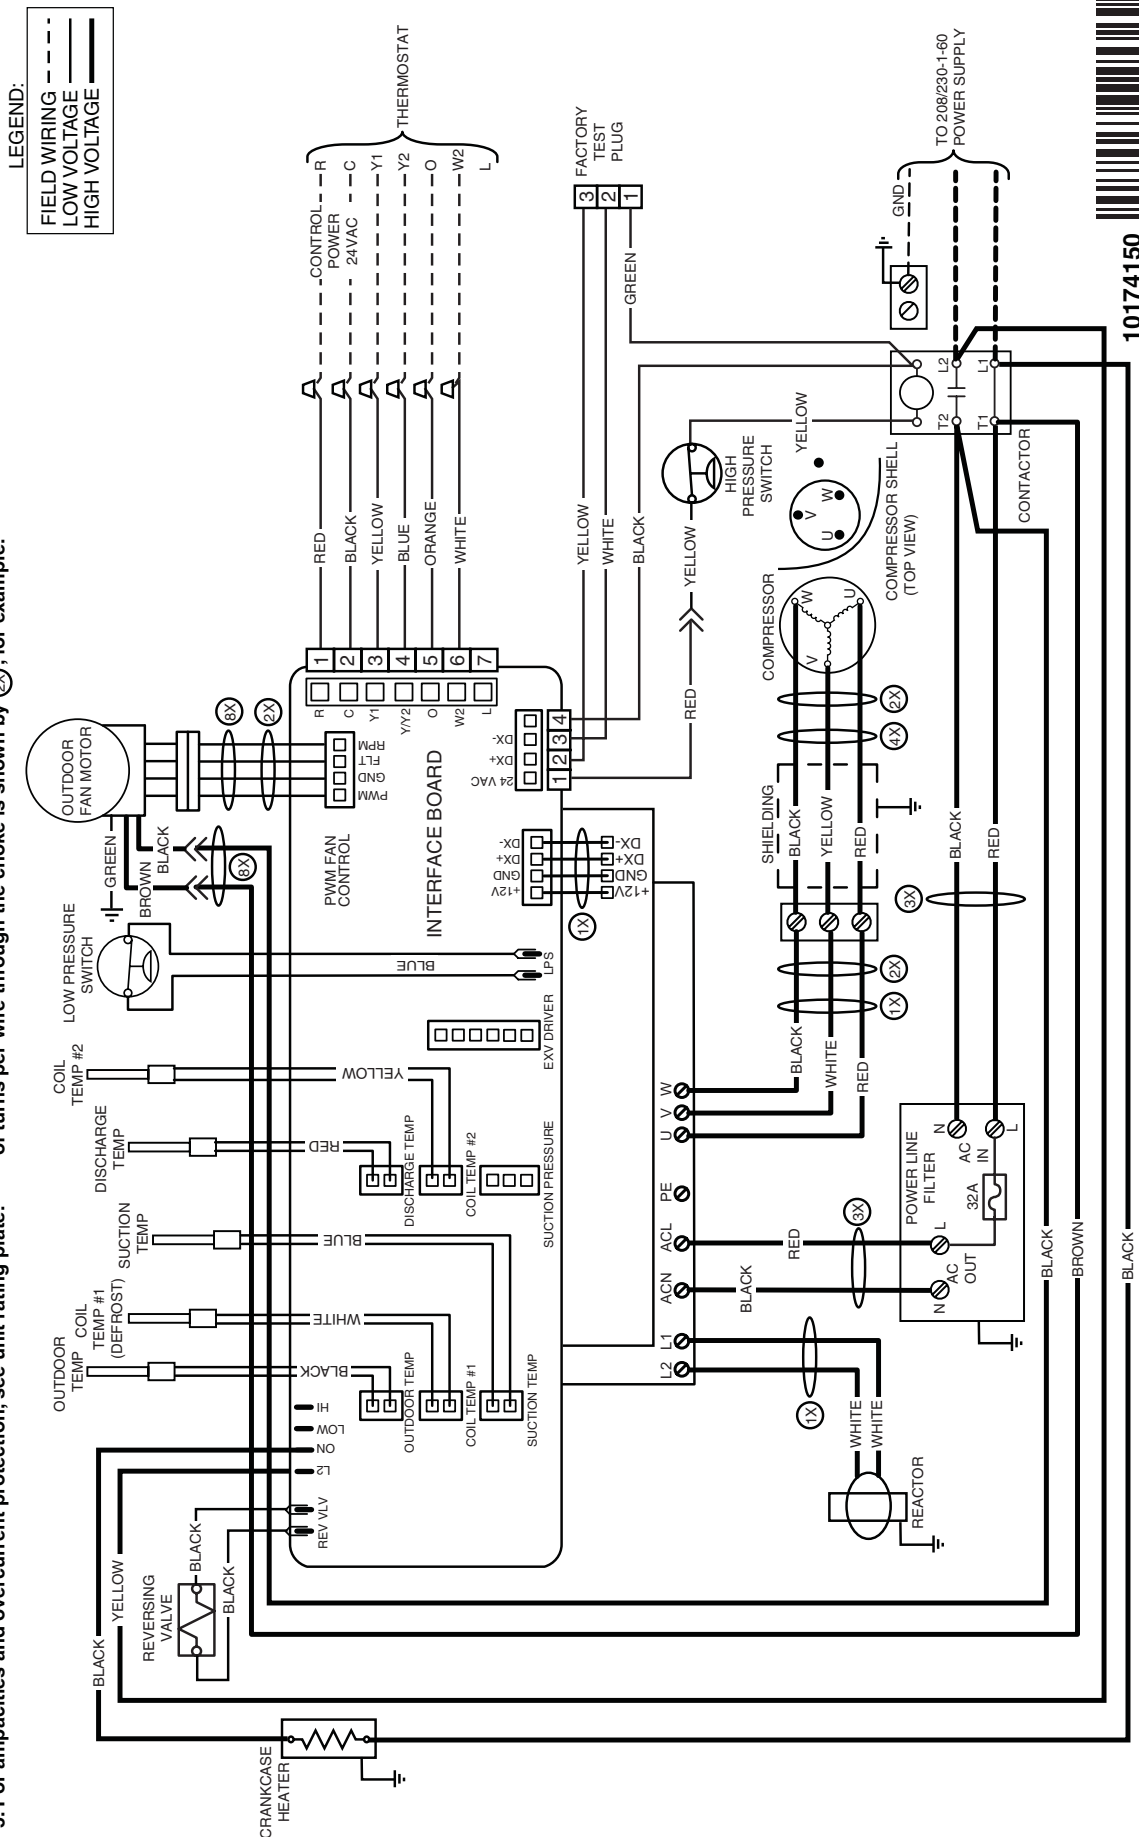 3. For ampacities and overcurrent protection, see unit rating plate.
of turns per wire through the choke is shown by 2X, for example.
LEGEND:
FIELD WIRING
LOW VOLTAGE
HIGH VOLTAGE
OUTDOOR
FAN MOTOR
GREEN
BROWN
BLACK
8X
8X
2X
LOW PRESSURE
SWITCH
COIL
TEMP #2
DISCHARGE
TEMP
SUCTION
TEMP
COIL
TEMP #1
(DEFROST)
OUTDOOR
TEMP
BLUE
YELLOW
RED
BLUE
WHITE
BLACK
BLACK
YELLOW
REVERSING
VALVE
BLACK
BLACK
CRANKCASE
HEATER
REV VLV
L2
ON
LOW
HI
OUTDOOR TEMP
COIL TEMP #1
SUCTION TEMP
DISCHARGE TEMP
COIL TEMP #2
SUCTION PRESSURE
EXV DRIVER
LPS
PWM FAN
CONTROL
PWM
GND
FLT
RPM
INTERFACE BOARD
+12V
GND
DX+
DX-
+12V
GND
DX+
DX-
1X
24 VAC
DX+
DX-
1
2
3
4
R
C
Y1
Y/Y2
O
W2
L
1
2
3
4
5
6
7
RED
BLACK
YELLOW
BLUE
ORANGE
WHITE
CONTROL
POWER
24VAC
R
C
Y1
Y2
O
W2
L
THERMOSTAT
FACTORY
TEST
PLUG
3
2
1
YELLOW
WHITE
BLACK
GREEN
RED
YELLOW
HIGH
PRESSURE
SWITCH
YELLOW
GND
TO 208/230-1-60
POWER SUPPLY
L2
L1
T2
T1
CONTACTOR
COMPRESSOR
W
V
U
COMPRESSOR SHELL
(TOP VIEW)
U
V
W
2X
4X
SHIELDING
BLACK
YELLOW
RED
2X
1X
BLACK
WHITE
RED
BLACK
RED
3X
L2
L1
ACN
ACL
PE
U
V
W
POWER LINE
FILTER
N
L
AC
IN
32A
N
L
AC
OUT
RED
BLACK
3X
1X
WHITE
WHITE
REACTOR
BLACK
BROWN
BLACK
10174150